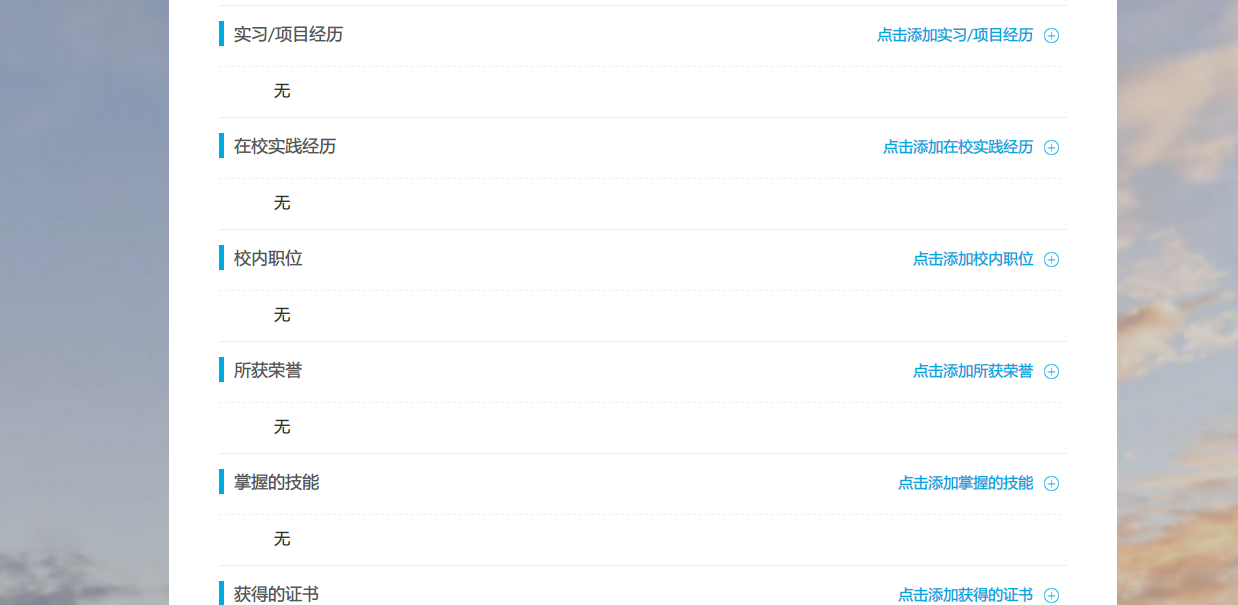 实习/项目经历 点击添加实习/项目经历
无
在校实践经历 点击添加在校实践经历
无
校内职位 点击添加校内职位
无
所获荣誉 点击添加所获荣誉
无
掌握的技能 点击添加掌握的技能
无
获得的证书 点击添加获得的证书